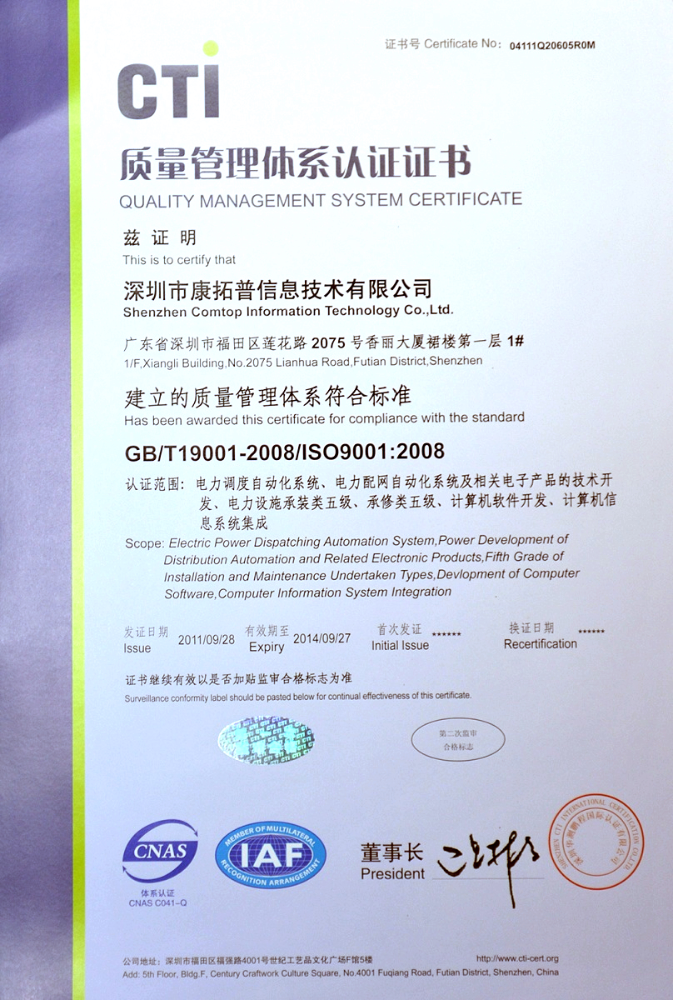 证书号 Certificate No: 04111Q20605R0M
CTI
质量管理体系认证证书
QUALITY MANAGEMENT SYSTEM CERTIFICATE
兹 证 明
This is to certify that
深圳市康拓普信息技术有限公司
Shenzhen Comtop Information Technology Co.,Ltd.
广东省深圳市福田区莲花路 2075 号香丽大厦裙楼第一层 1#
1/F,Xiangli Building,No.2075 Lianhua Road,Futian District,Shenzhen
建立的质量管理体系符合标准
Has been awarded this certificate for compliance with the standard
GB/T19001-2008/ISO9001:2008
认证范围: 电力调度自动化系统、电力配网自动化系统及相关电子产品的技术开
发、电力设施承装类五级、承修类五级、计算机软件开发、计算机信
息系统集成
Scope: Electric Power Dispatching Automation System,Power Development of
Distribution Automation and Related Electronic Products,Fifth Grade of
Installation and Maintenance Undertaken Types,Devlopment of Computer
Software,Computer Information System Integration
发证日期 2011/09/28 有效期至 2014/09/27 首次发证 ****** 换证日期 ******
Issue Expiry Initial Issue Recertification
证书继续有效以是否加贴监审合格标志为准
Surveillance conformity label should be pasted below for continual effectiveness of this certificate.
第二次监审
合格标志
CNAS
体系认证
CNAS C041-Q
MEMBER OF MULTILATERAL
IAF
RECOGNITION ARRANGEMENT
董事长
President
SHENZHEN CTI INTERNATIONAL CERTIFICATION CO.LTD
深圳华测鹏程国际认证有限公司
公司地址: 深圳市福田区福强路4001号世纪工艺品文化广场F馆5楼 http://www.cti-cert.org
Add: 5th Floor, Bldg.F, Century Craftwork Culture Square, No.4001 Fuqiang Road, Futian District, Shenzhen, China